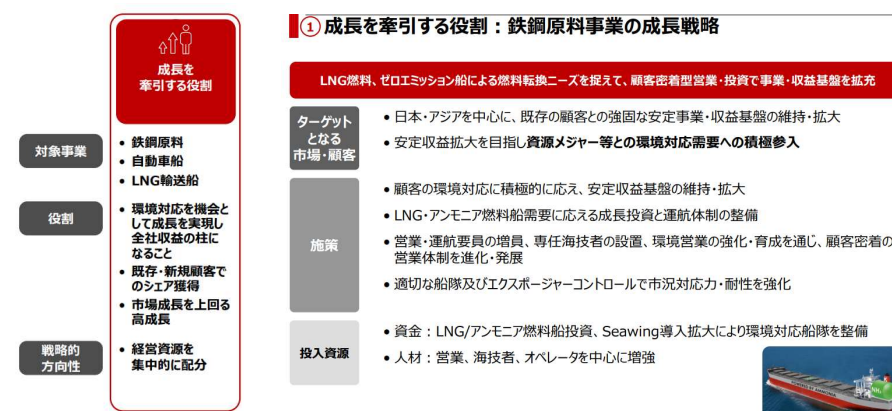 成長を
牽引する役割
対象事業
• 鉄鋼原料
• 自動車船
• LNG輸送船
役割
• 環境対応を機会と
して成長を実現し
全社収益の柱に
なること
• 既存・新規顧客で
のシェア獲得
• 市場成長を上回る
高成長
戦略的
方向性
• 経営資源を
集中的に配分
① 成長を牽引する役割：鉄鋼原料事業の成長戦略
LNG燃料、ゼロエミッション船による燃料転換ニーズを捉えて、顧客密着型営業・投資で事業・収益基盤を拡充
ターゲット
となる
市場・顧客
• 日本・アジアを中心に、既存の顧客との強固な安定事業・収益基盤の維持・拡大
• 安定収益拡大を目指し資源メジャー等との環境対応需要への積極参入
施策
• 顧客の環境対応に積極的に応え、安定収益基盤の維持・拡大
• LNG・アンモニア燃料船需要に応える成長投資と運航体制の整備
• 営業・運航要員の増員、専任海技者の設置、環境営業の強化・育成を通じ、顧客密着の
営業体制を進化・発展
• 適切な船隊及びエクスポージャーコントロールで市況対応力・耐性を強化
投入資源
• 資金：LNG/アンモニア燃料船投資、Seawing導入拡大により環境対応船隊を整備
• 人材：営業、海技者、オペレータを中心に増強